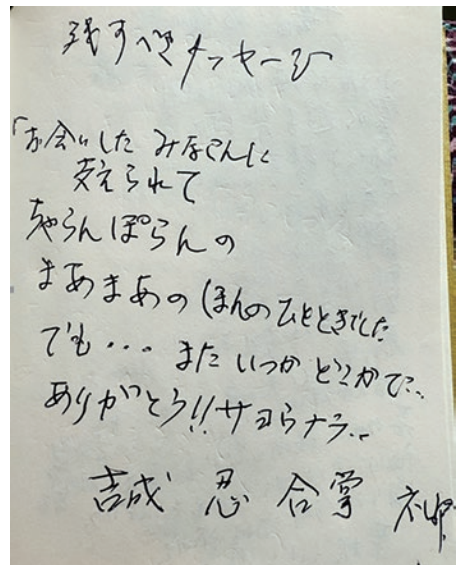 残すべきメッセージ
「お会いした みなさんに
支えられて
ちゃらんぽらんの
まあまあの ほんのひとときでした
でも・・・ また いつか どこかで・・
ありがとう!!サヨウナラ・・
吉成 忍 合掌 神